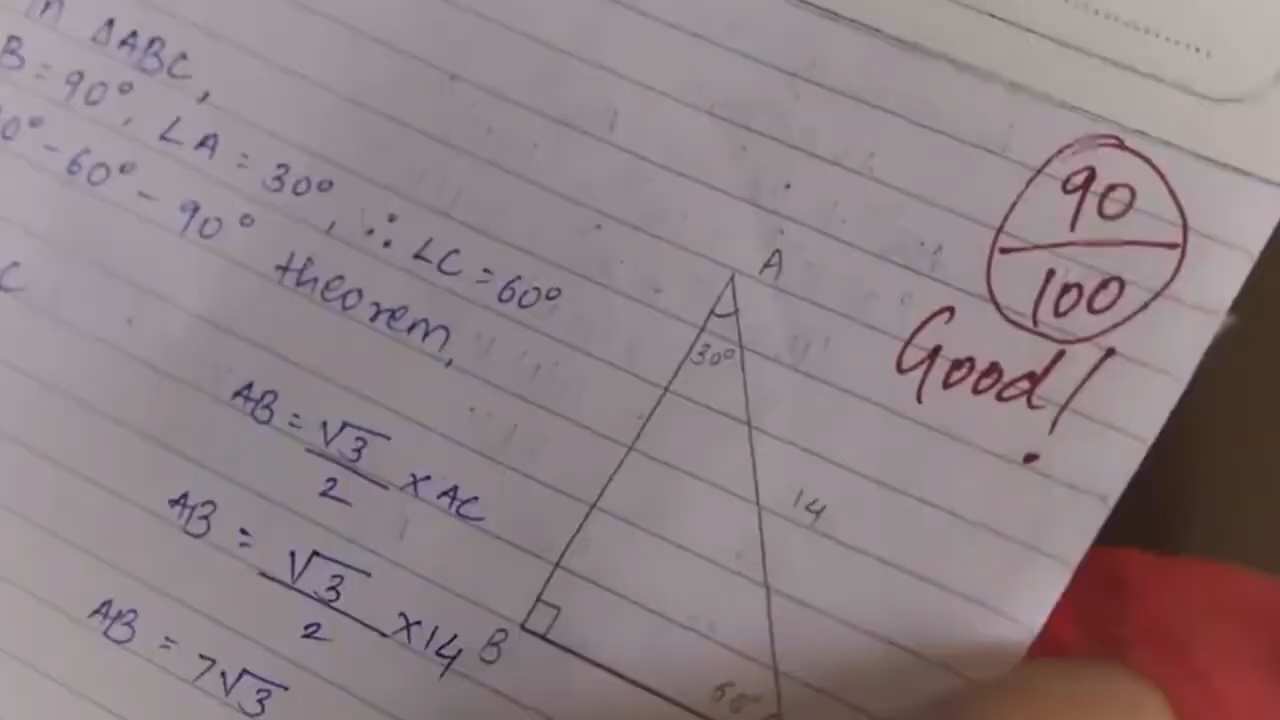 In ΔABC,
B = 90°, ∠A = 30°, ∴ ∠C = 60°
0° - 60° - 90° theorem,
C
AB = √3/2 × AC
AB = √3/2 × 14
AB = 7√3
A
30°
14
B
60°
90
100
Good!